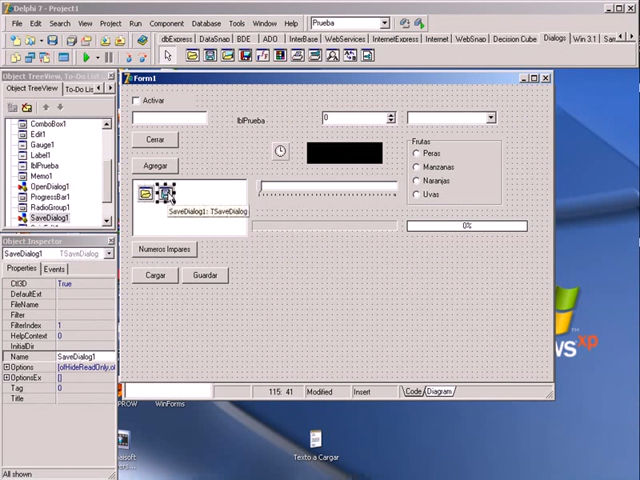 Delphi 7 - Project1
File Edit Search View Project Run Component Database Tools Window Help
Prueba
dbExpress DataSnap BDE ADO InterBase WebServices InternetExpress Internet WebSnap Decision Cube Dialogs Win 3.1
Object TreeView, To-Do List
Object TreeView To-Do List
ComboBox1
Edit1
Gauge1
Label1
lblPrueba
Memo1
OpenDialog1
ProgressBar1
RadioGroup1
SaveDialog1
Object Inspector
SaveDialog1 TSaveDialog
Properties Events
Ctl3D True
DefaultExt
FileName
Filter
FilterIndex 1
HelpContext 0
InitialDir
Name SaveDialog1
Options [ofHideReadOnly,of
OptionsEx []
Tag 0
Title
All shown
Form1
Activar
lblPrueba
0
Cerrar
Agregar
Frutas
Peras
Manzanas
Naranjas
Uvas
SaveDialog1: TSaveDialog
0%
Numeros Impares
Cargar Guardar
115: 41 Modified Insert Code Diagram
PROW WinForms
Texto a Cargar
ws xp